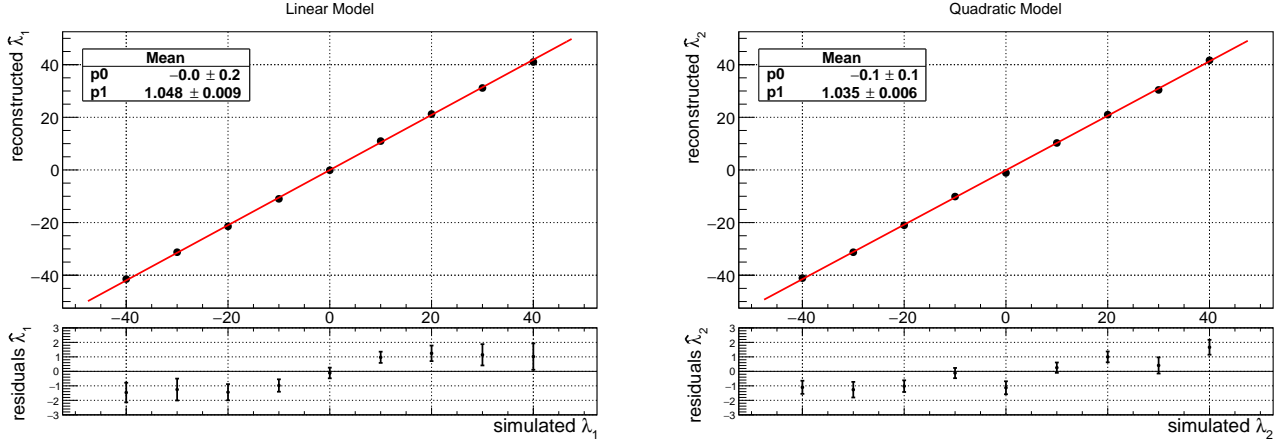 Linear Model
reconstructed λ̂₁
Mean
p0 −0.0 ± 0.2
p1 1.048 ± 0.009
40
20
0
−20
−40
−40 −20 0 20 40
residuals λ̂₁
3
2
1
0
−1
−2
−3
simulated λ₁
Quadratic Model
reconstructed λ̂₂
Mean
p0 −0.1 ± 0.1
p1 1.035 ± 0.006
40
20
0
−20
−40
−40 −20 0 20 40
residuals λ̂₂
3
2
1
0
−1
−2
−3
simulated λ₂